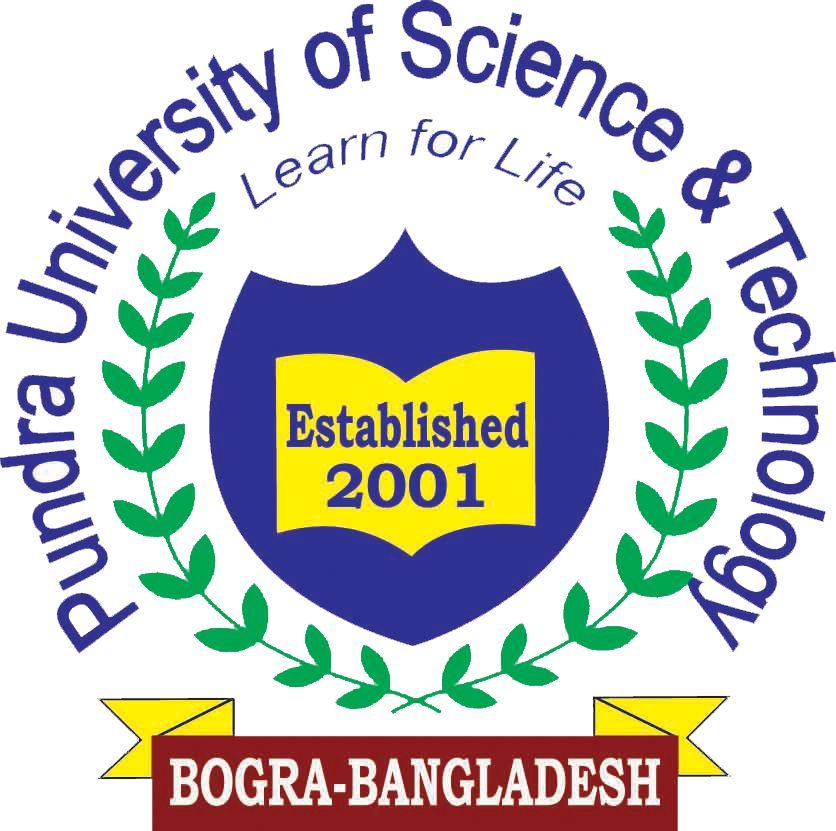 Pundra University of Science & Technology
Learn for Life
Established
2001
BOGRA-BANGLADESH